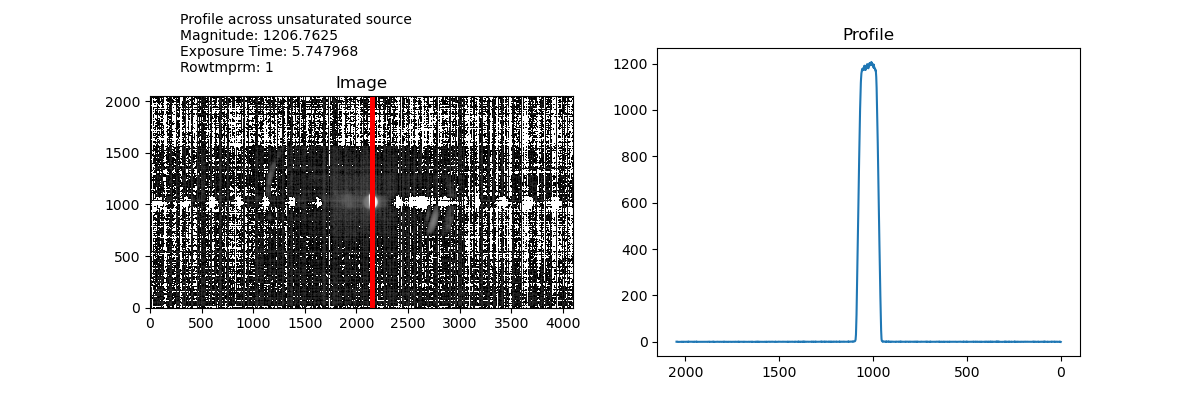 Profile across unsaturated source
Magnitude: 1206.7625
Exposure Time: 5.747968
Rowtmprm: 1
Image
2000
1500
1000
500
0
0 500 1000 1500 2000 2500 3000 3500 4000
Profile
1200
1000
800
600
400
200
0
2000 1500 1000 500 0